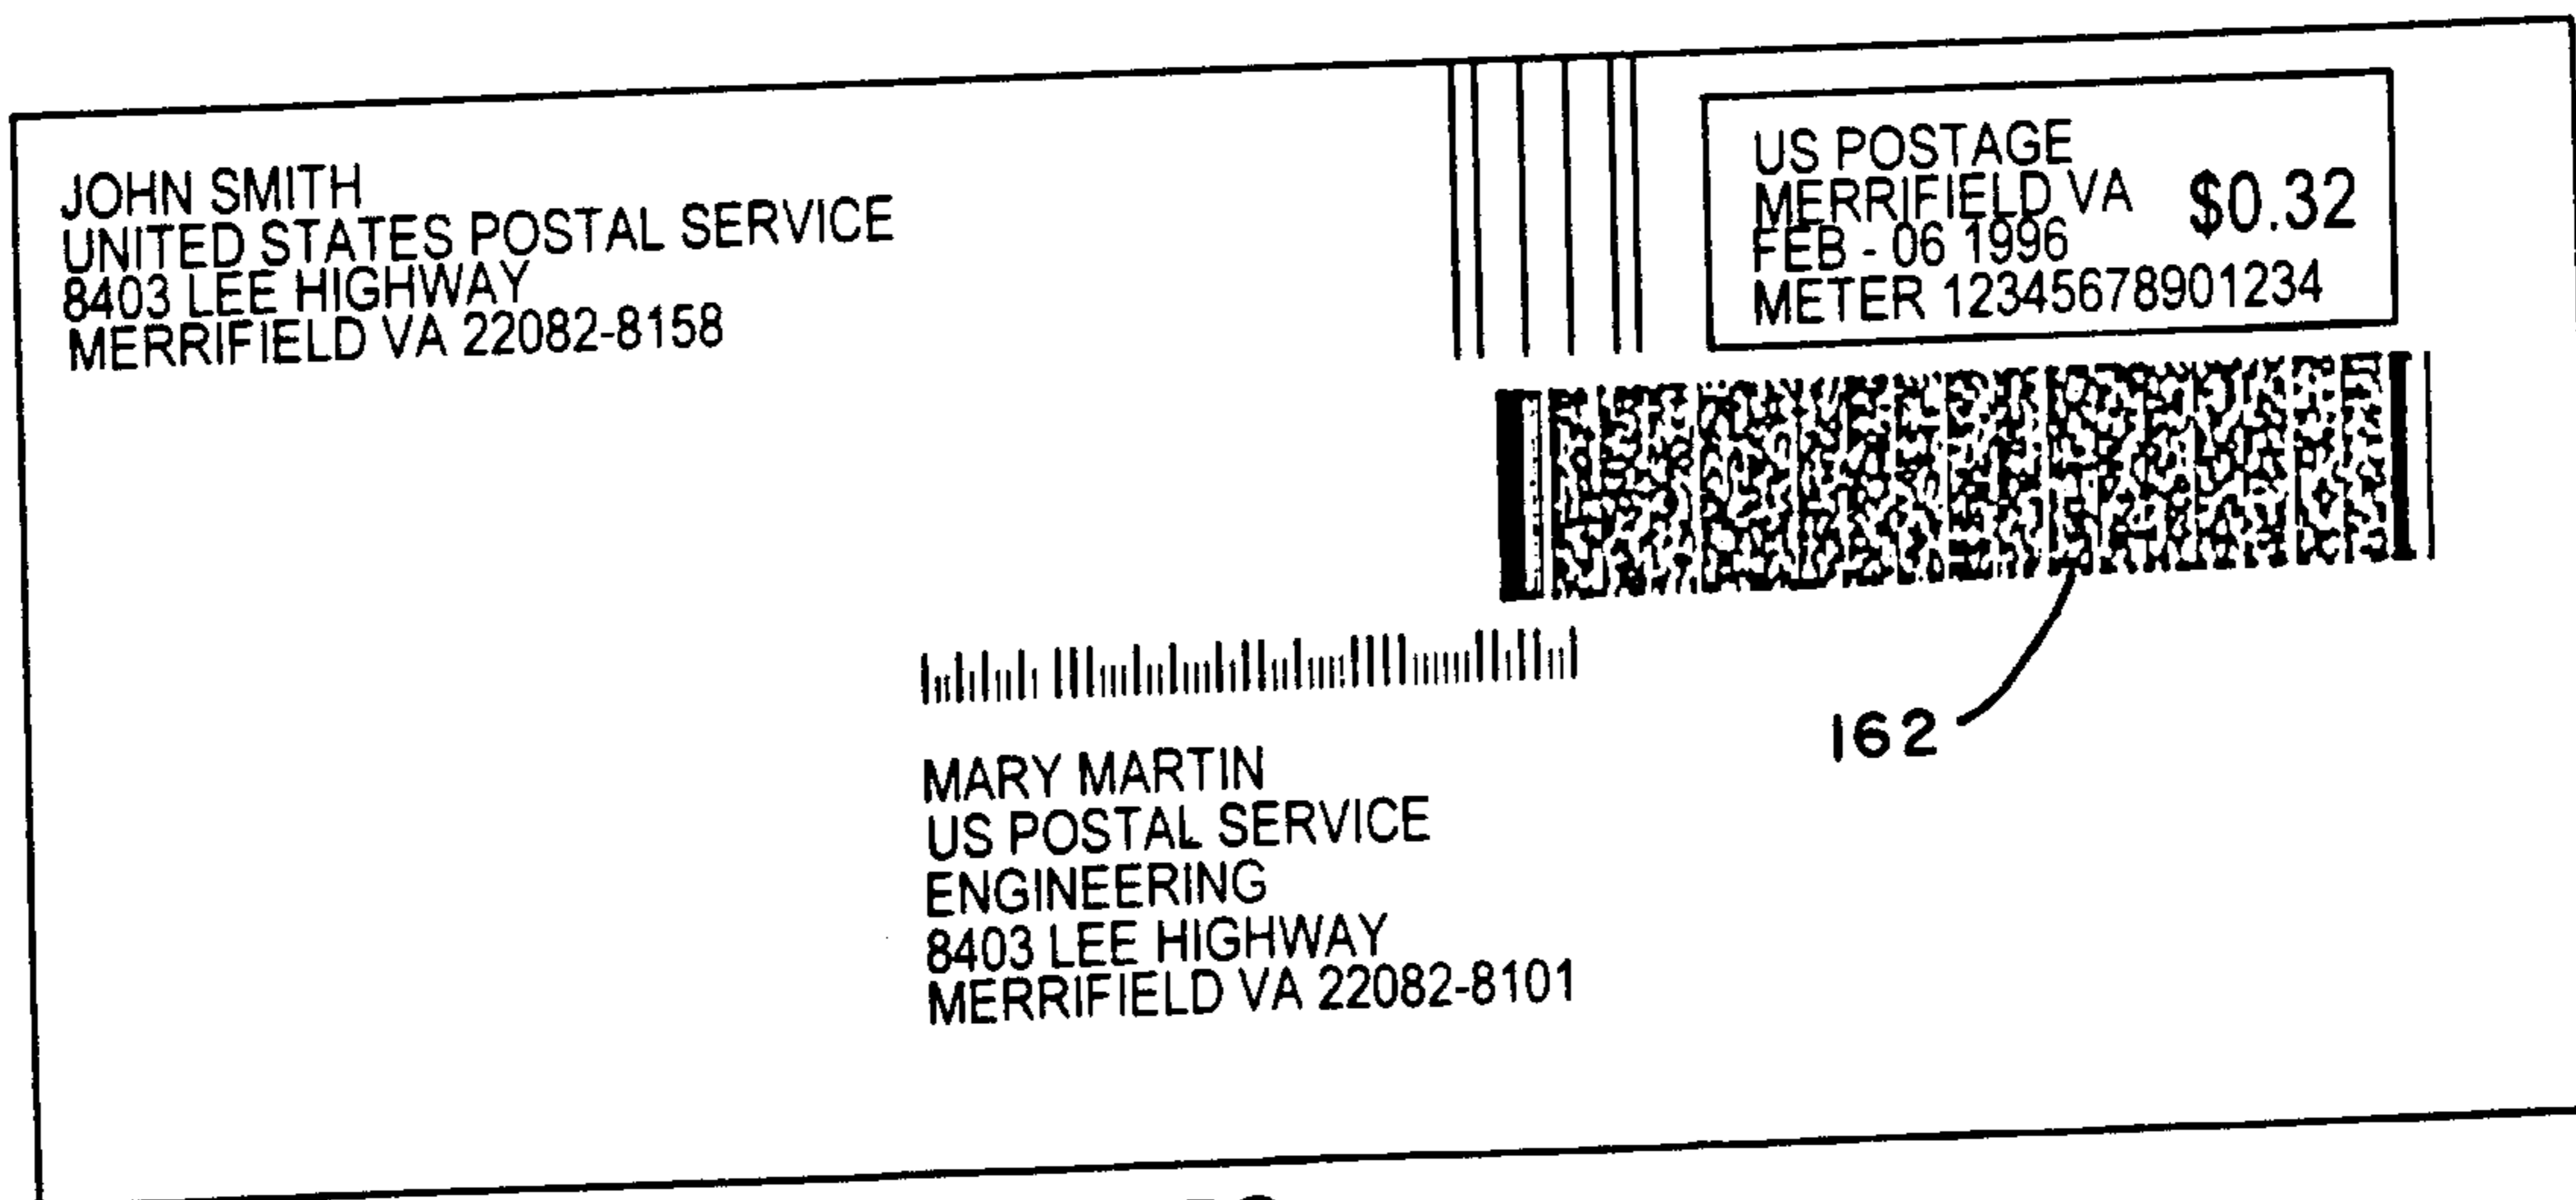 JOHN SMITH
UNITED STATES POSTAL SERVICE
8403 LEE HIGHWAY
MERRIFIELD VA 22082-8158
US POSTAGE
MERRIFIELD VA $0.32
FEB - 06 1996
METER 12345678901234
162
MARY MARTIN
US POSTAL SERVICE
ENGINEERING
8403 LEE HIGHWAY
MERRIFIELD VA 22082-8101